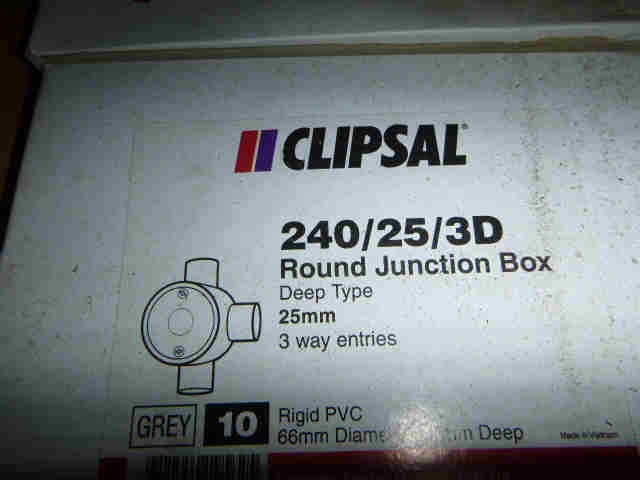 CLIPSAL
240/25/3D
Round Junction Box
Deep Type
25mm
3 way entries
GREY 10
Rigid PVC
66mm Deep
Made in Vietnam